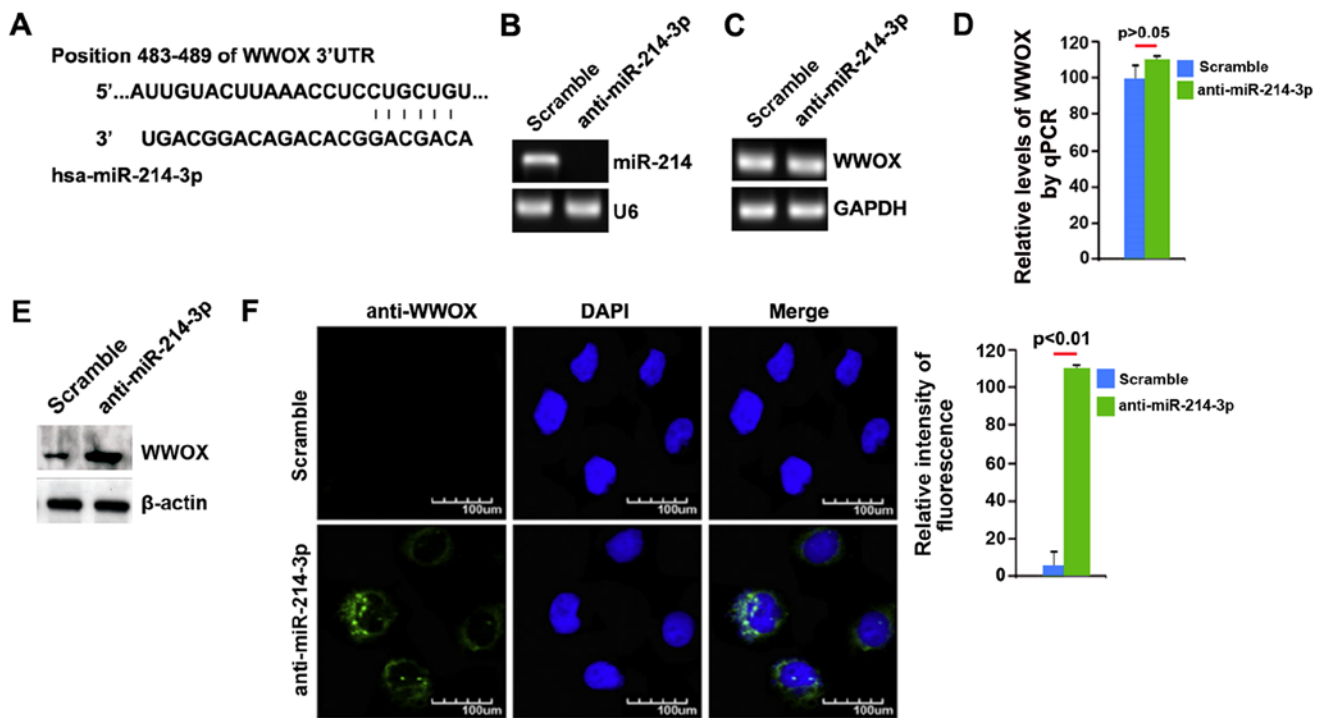 A
Position 483-489 of WWOX 3'UTR
5'...AUUGUACUUAAACCUCCUGCUGU...
3' UGACGGACAGACACGGACGACA
hsa-miR-214-3p
B
Scramble
anti-miR-214-3p
miR-214
U6
C
Scramble
anti-miR-214-3p
WWOX
GAPDH
D
Relative levels of WWOX
by qPCR
p>0.05
120
100
80
60
40
20
0
Scramble
anti-miR-214-3p
E
Scramble
anti-miR-214-3p
WWOX
β-actin
F
anti-WWOX
DAPI
Merge
Scramble
100um
100um
100um
anti-miR-214-3p
100um
100um
100um
Relative intensity of
fluorescence
p<0.01
120
100
80
60
40
20
0
Scramble
anti-miR-214-3p